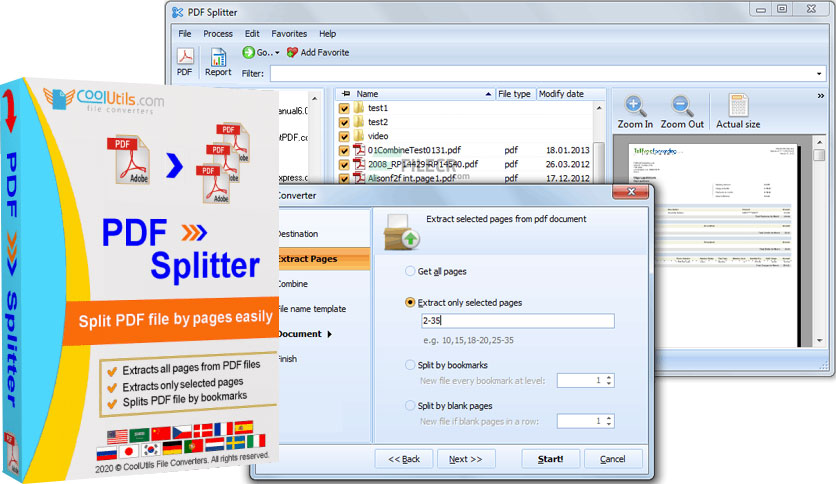 PDF Splitter
File Process Edit Favorites Help
PDF Report Go.. Add Favorite
Filter:
Name File type Modify date
test1
test2
video
01CombineTest0131.pdf pdf 18.01.2013
pdf 26.03.2012
Alisonf2f int.page1.pdf pdf 17.12.2012
anual6.0
PDF.com
xpress.c
Zoom In Zoom Out Actual size
Converter
Destination
Extract Pages
Combine
File name template
Document
Finish
Extract selected pages from pdf document
Get all pages
Extract only selected pages
2-35
e.g. 10,15,18-20,25-35
Split by bookmarks
New file every bookmark at level: 1
Split by blank pages
New file if blank pages in a row: 1
<< Back Next >> Start! Cancel
CoolUtils.com
file converters
PDF Adobe
PDF
PDF
PDF Adobe
PDF
Splitter
Split PDF file by pages easily
Extracts all pages from PDF files
Extracts only selected pages
Splits PDF file by bookmarks
2020 © CoolUtils File Converters. All rights reserved.
PDF Splitter
PDF